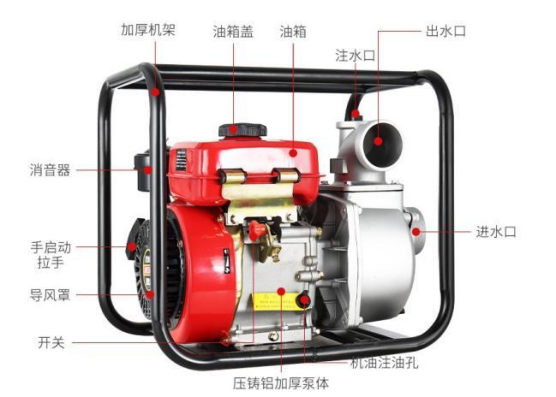 加厚机架
油箱盖
油箱
出水口
注水口
消音器
进水口
手启动
拉手
导风罩
开关
机油注油孔
压铸铝加厚泵体